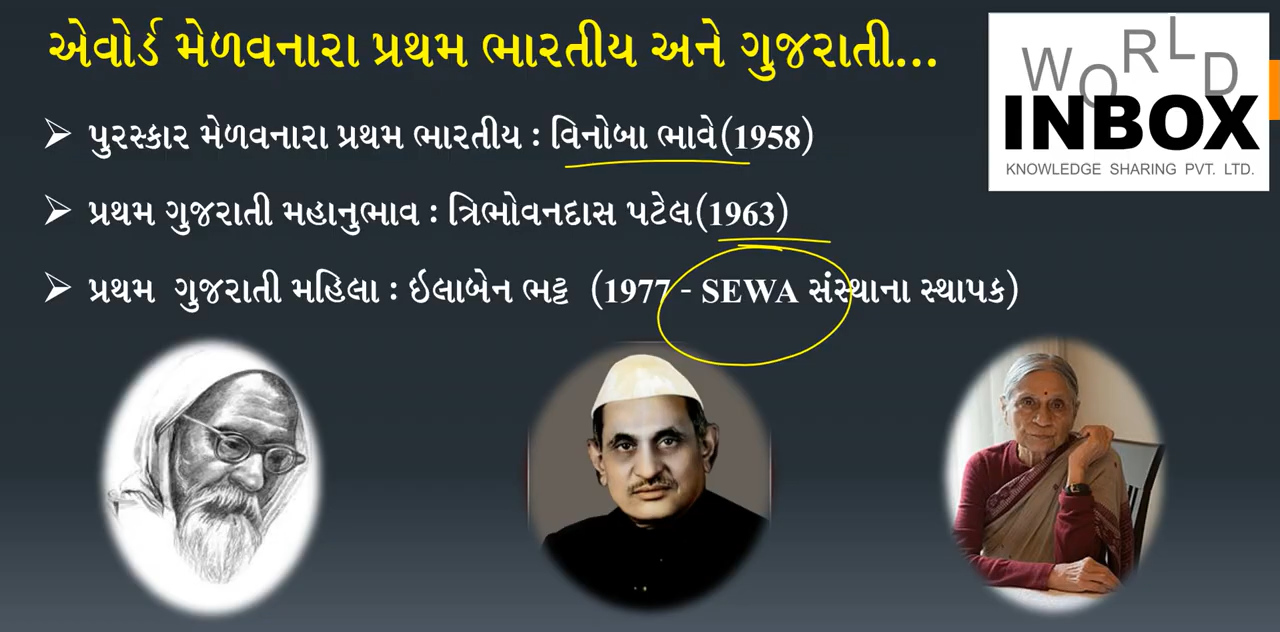 એવોર્ડ મેળવનારા પ્રથમ ભારતીય અને ગુજરાતી...
➢ પુરસ્કાર મેળવનારા પ્રથમ ભારતીય : વિનોબા ભાવે(1958)
➢ પ્રથમ ગુજરાતી મહાનુભાવ : ત્રિભોવનદાસ પટેલ(1963)
➢ પ્રથમ ગુજરાતી મહિલા : ઇલાબેન ભટ્ટ (1977 - SEWA સંસ્થાના સ્થાપક)
WORLD
INBOX
KNOWLEDGE SHARING PVT. LTD.